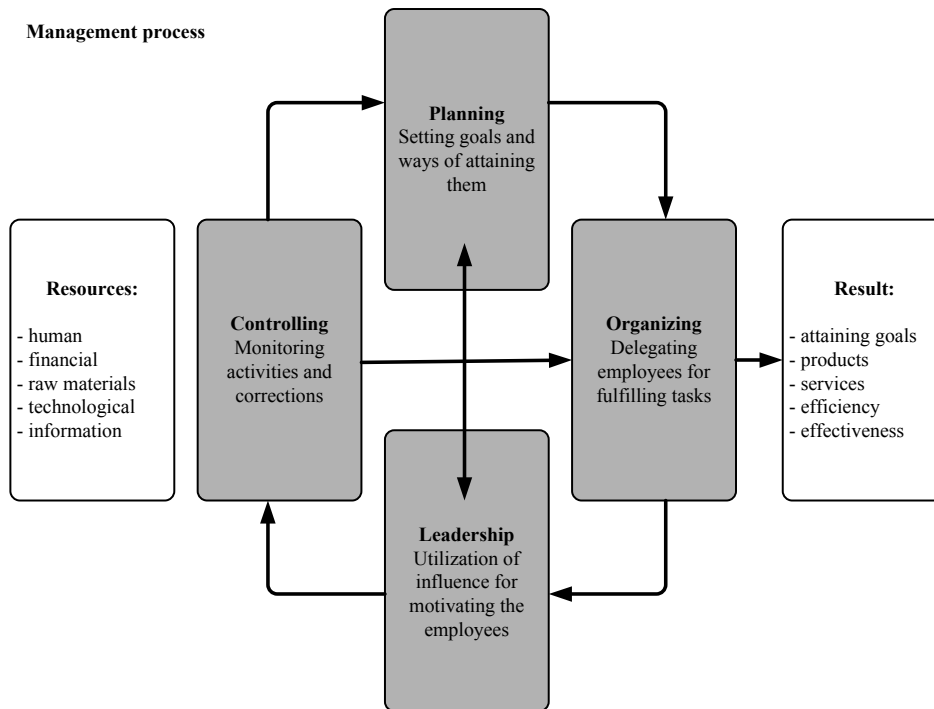 Management process
Planning
Setting goals and
ways of attaining
them
Resources:
- human
- financial
- raw materials
- technological
- information
Controlling
Monitoring
activities and
corrections
Organizing
Delegating
employees for
fulfilling tasks
Result:
- attaining goals
- products
- services
- efficiency
- effectiveness
Leadership
Utilization of
influence for
motivating the
employees